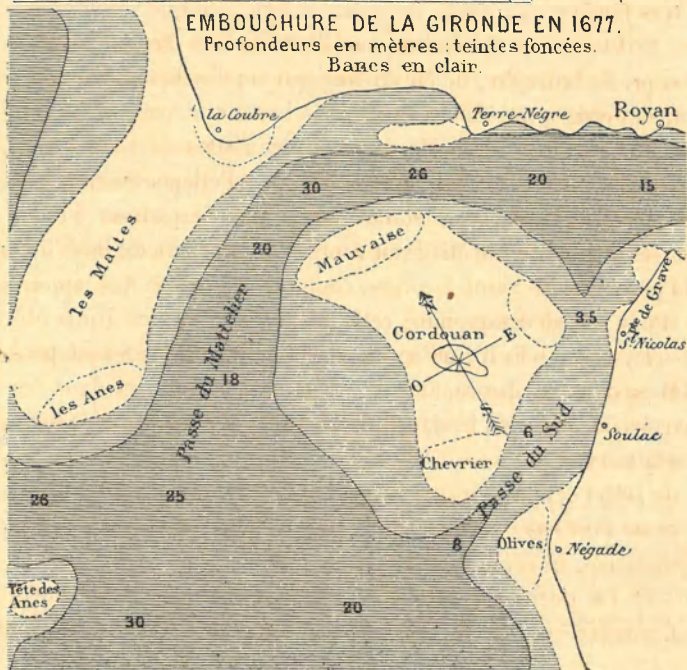 EMBOUCHURE DE LA GIRONDE EN 1677.
Profondeurs en mètres : teintes foncées.
Bancs en clair.
la Coubre
Terre-Nègre
Royan
30
26
20
15
les Mattes
20
Mauvaise
Pte de Grave
N
3.5
St Nicolas
Cordouan
E
Passe du Mattelier
18
O
les Anes
S.
6
Passe du Sud
Soulac
Chevrier
26
25
8
Olives
Négade
Tête des
Anes
30
20